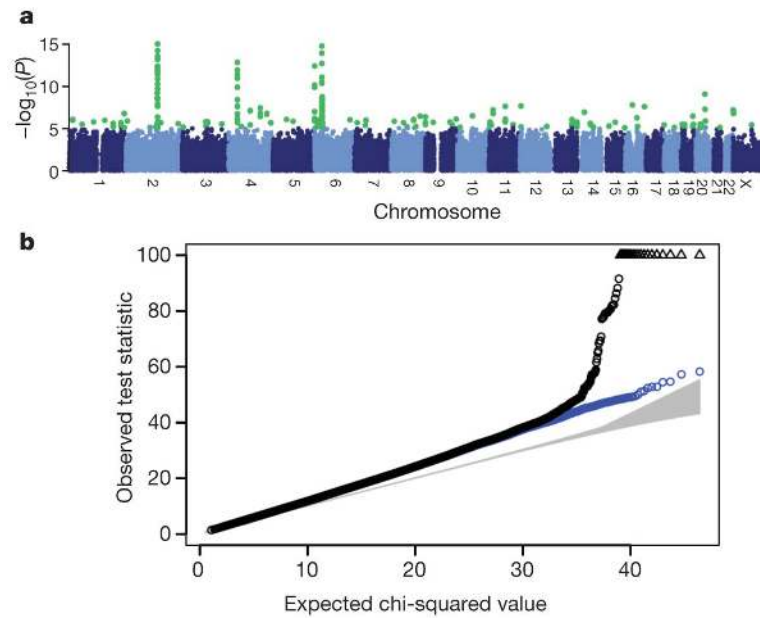 a
15
10
5
0
−log10(P)
1 2 3 4 5 6 7 8 9 10 11 12 13 14 15 16 17 18 19 20 21 22 X
Chromosome
b
100
80
60
40
20
0
Observed test statistic
0 10 20 30 40
Expected chi-squared value